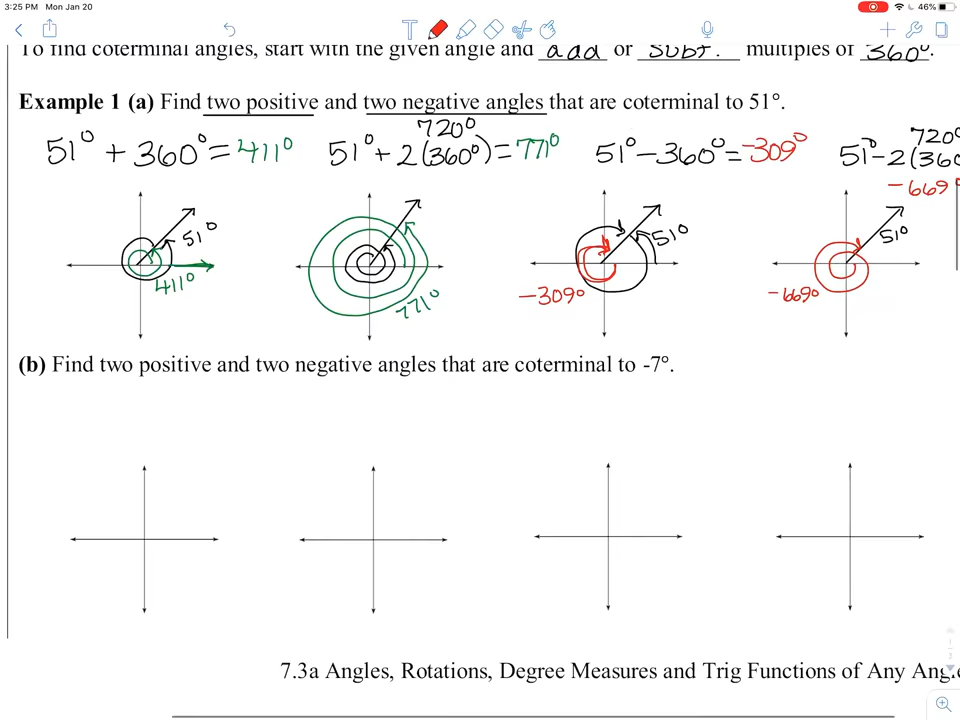 3:25 PM Mon Jan 20 46%
To find coterminal angles, start with the given angle and add or subt. multiples of 360°.
Example 1 (a) Find two positive and two negative angles that are coterminal to 51°.
720° 720°
51° + 360° = 411° 51° + 2(360°) = 771° 51° - 360° = -309° 51° - 2(360
-669°
51° 51° 51°
411° 771° -309° -669°
(b) Find two positive and two negative angles that are coterminal to -7°.
7.3a Angles, Rotations, Degree Measures and Trig Functions of Any Angle